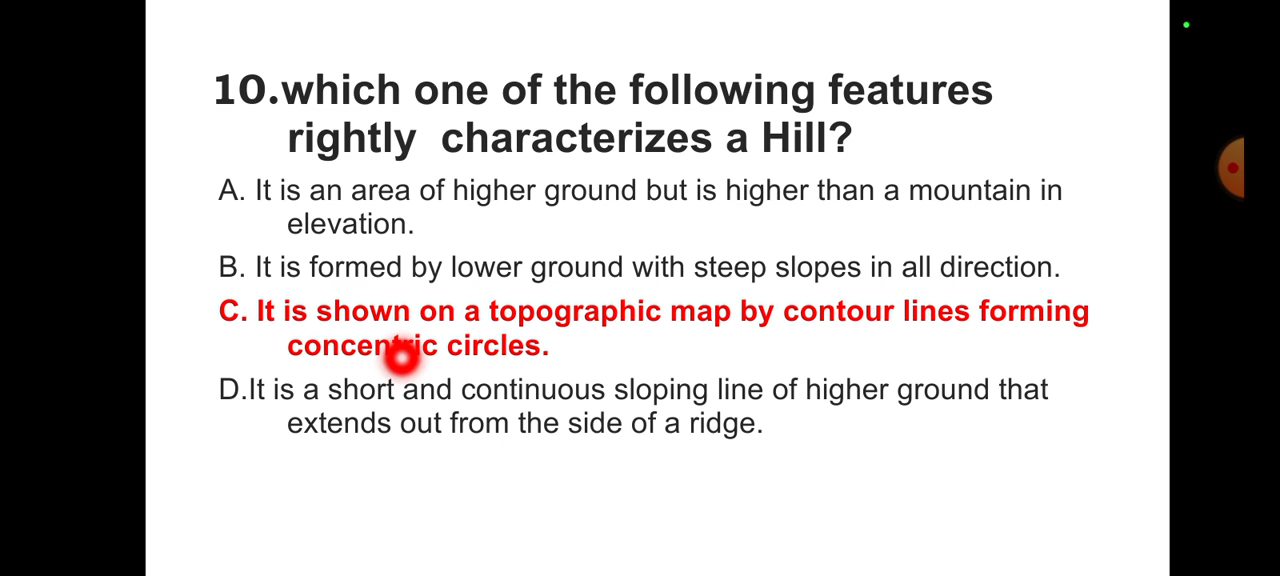 10.which one of the following features
rightly characterizes a Hill?
A. It is an area of higher ground but is higher than a mountain in
elevation.
B. It is formed by lower ground with steep slopes in all direction.
C. It is shown on a topographic map by contour lines forming
concentric circles.
D.It is a short and continuous sloping line of higher ground that
extends out from the side of a ridge.